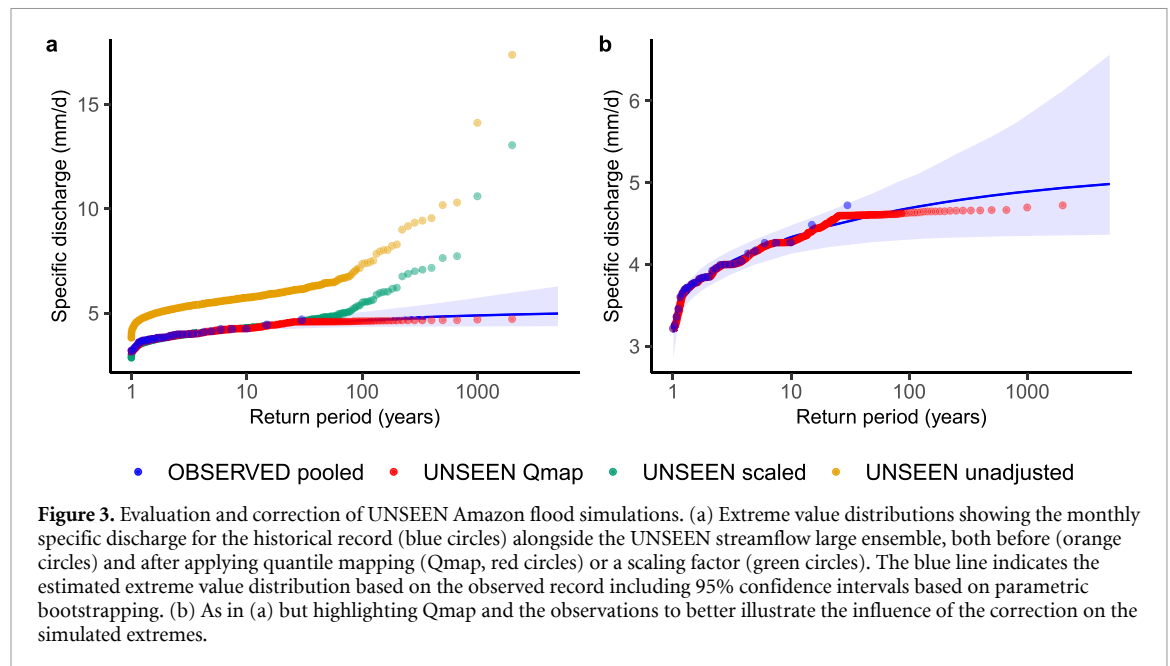 a
b
Specific discharge (mm/d)
15
10
5
1
10
100
1000
Return period (years)
Specific discharge (mm/d)
6
5
4
3
1
10
100
1000
Return period (years)
OBSERVED pooled
UNSEEN Qmap
UNSEEN scaled
UNSEEN unadjusted
Figure 3. Evaluation and correction of UNSEEN Amazon flood simulations. (a) Extreme value distributions showing the monthly
specific discharge for the historical record (blue circles) alongside the UNSEEN streamflow large ensemble, both before (orange
circles) and after applying quantile mapping (Qmap, red circles) or a scaling factor (green circles). The blue line indicates the
estimated extreme value distribution based on the observed record including 95% confidence intervals based on parametric
bootstrapping. (b) As in (a) but highlighting Qmap and the observations to better illustrate the influence of the correction on the
simulated extremes.